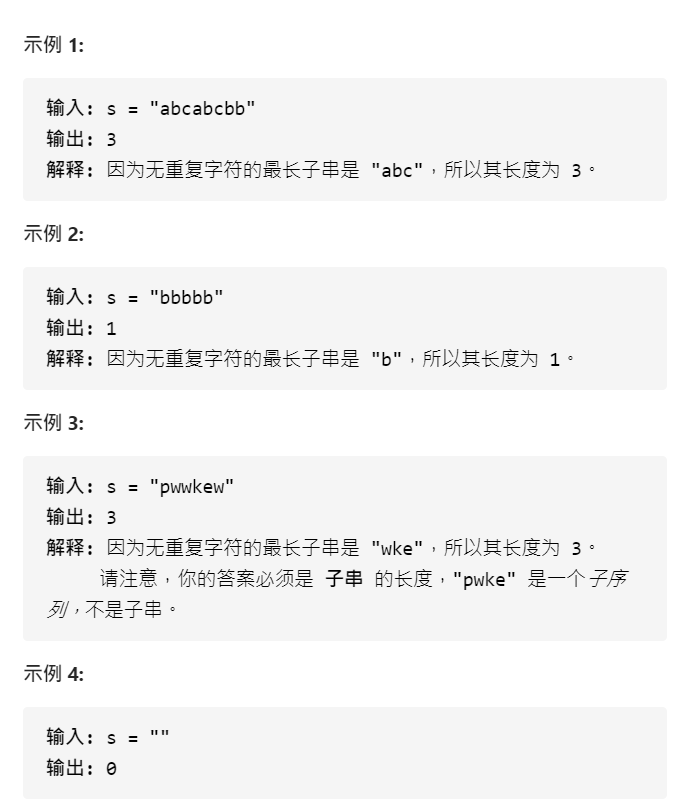 示例 1:
输入: s = "abcabcbb"
输出: 3
解释: 因为无重复字符的最长子串是 "abc"，所以其长度为 3。
示例 2:
输入: s = "bbbbb"
输出: 1
解释: 因为无重复字符的最长子串是 "b"，所以其长度为 1。
示例 3:
输入: s = "pwwkew"
输出: 3
解释: 因为无重复字符的最长子串是 "wke"，所以其长度为 3。
请注意，你的答案必须是 子串 的长度，"pwke" 是一个子序
列，不是子串。
示例 4:
输入: s = ""
输出: 0